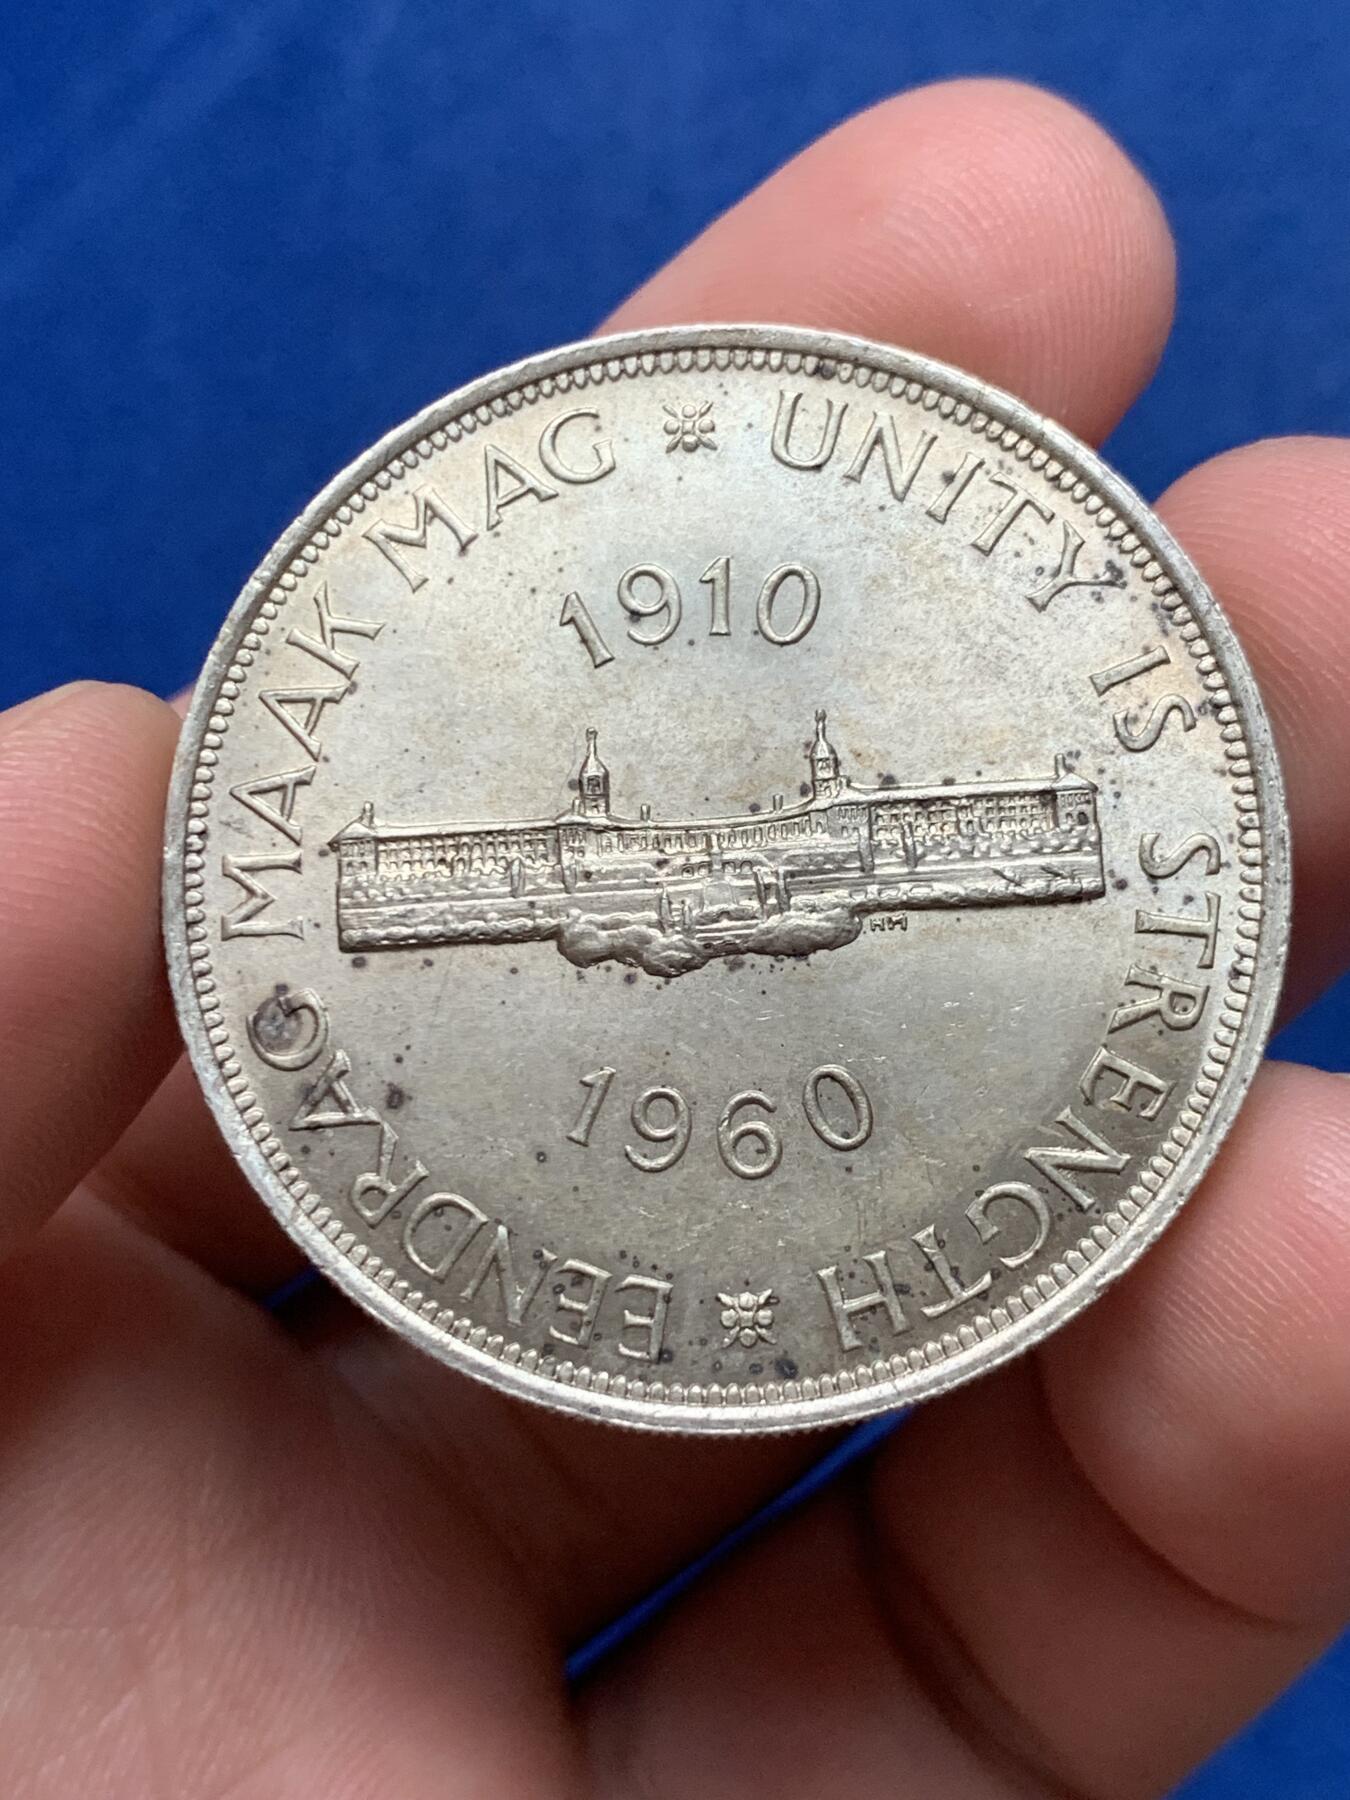 EENDRAG MAAK MAG
UNITY IS STRENGTH
1910
HM
1960